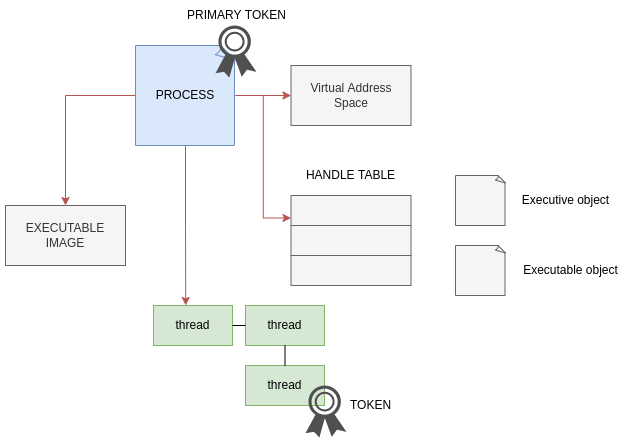 PRIMARY TOKEN
PROCESS
Virtual Address
Space
HANDLE TABLE
Executive object
EXECUTABLE
IMAGE
Executable object
thread
thread
thread
TOKEN